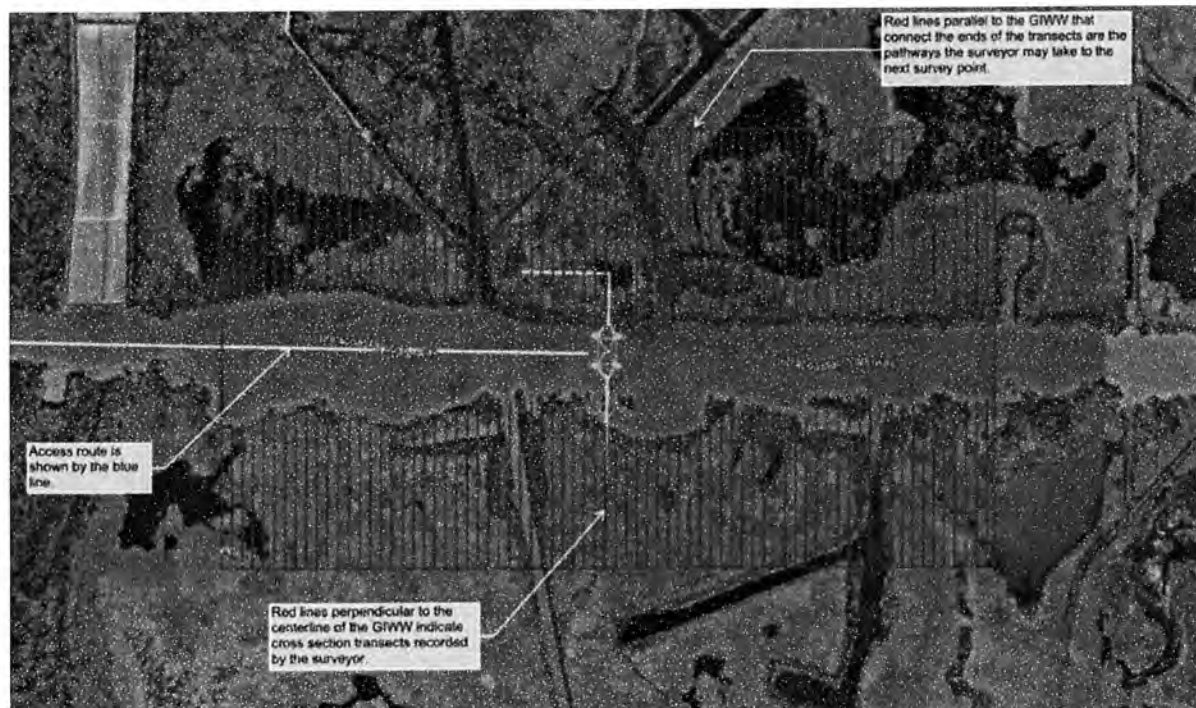 Red lines parallel to the GIWW that
connect the ends of the transects are the
pathways the surveyor may take to the
next survey point.
Access route is
shown by the blue
line.
Red lines perpendicular to the
centerline of the GIWW indicate
cross section transects recorded
by the surveyor.